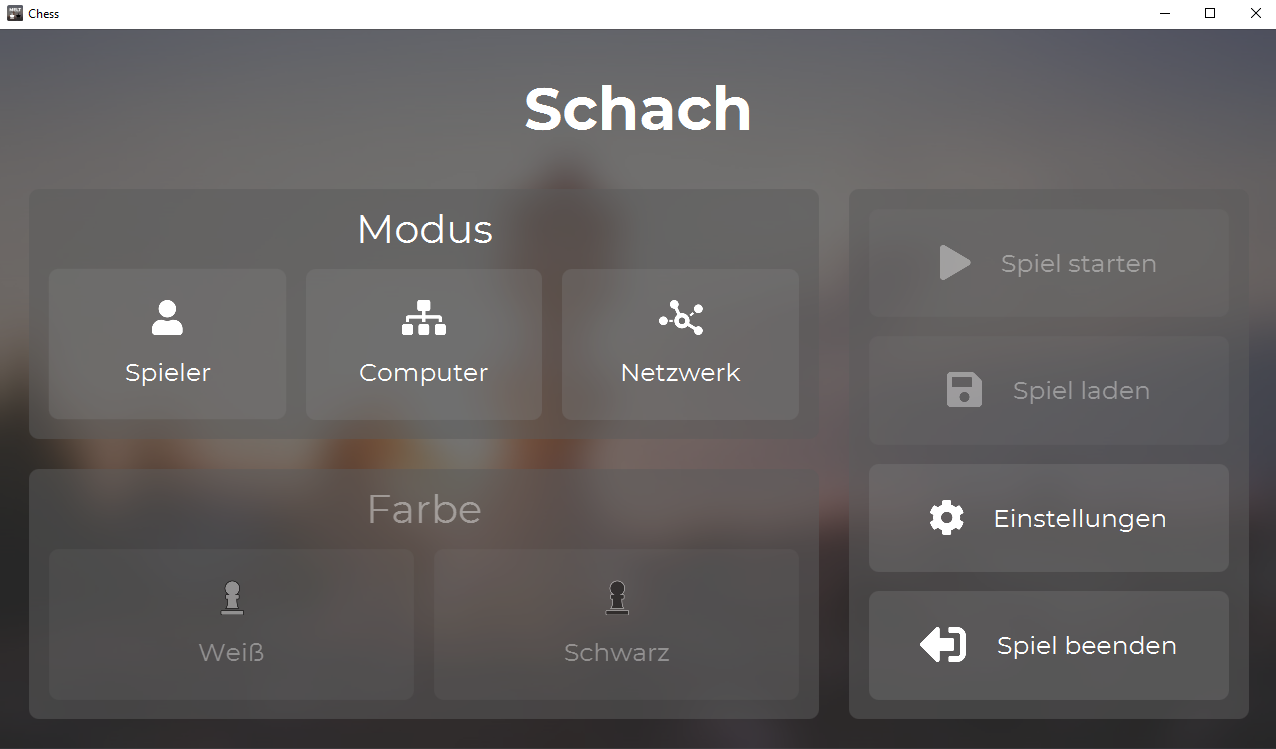 Chess
Schach
Modus
Spieler
Computer
Netzwerk
Farbe
Weiß
Schwarz
Spiel starten
Spiel laden
Einstellungen
Spiel beenden